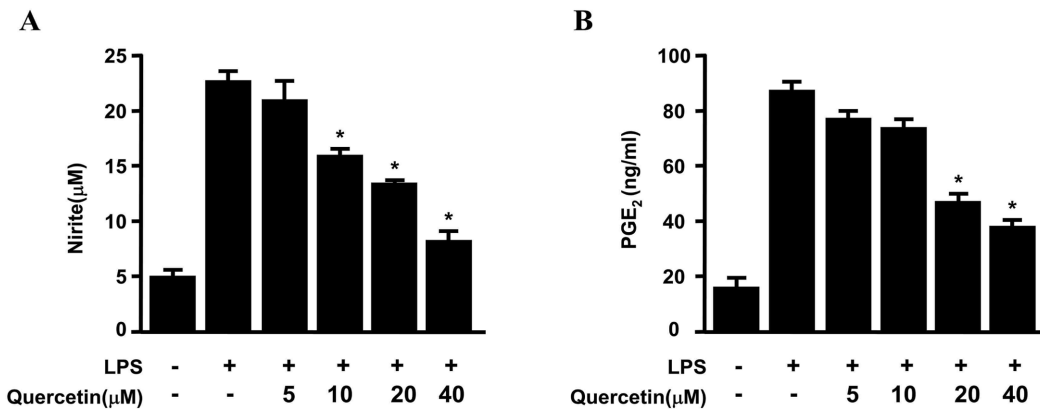 A
25
20
15
10
5
0
Nirite(μM)
* * *
LPS - + + + + +
Quercetin(μM) - - 5 10 20 40
B
100
80
60
40
20
0
PGE₂ (ng/ml)
* *
LPS - + + + + +
Quercetin(μM) - - 5 10 20 40